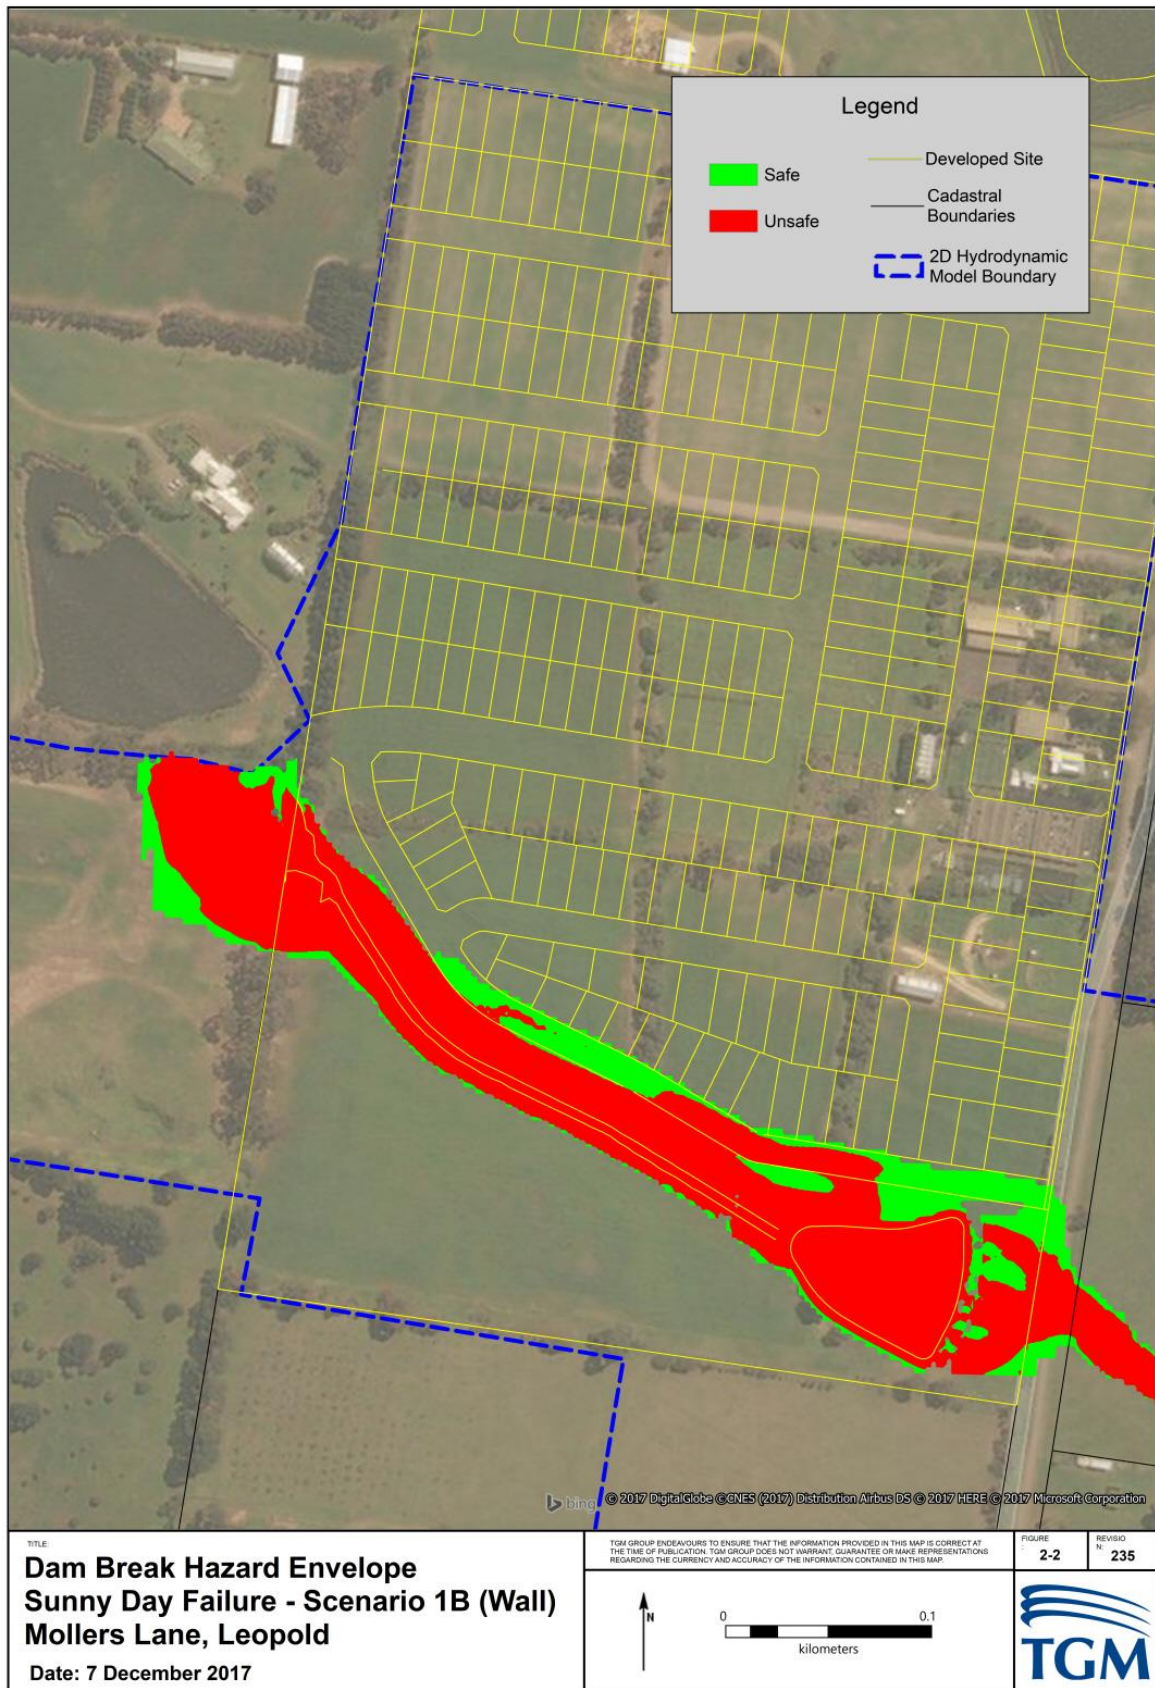 Legend
Safe
Unsafe
Developed Site
Cadastral
Boundaries
2D Hydrodynamic
Model Boundary
bing
© 2017 DigitalGlobe ©CNES (2017) Distribution Airbus DS © 2017 HERE © 2017 Microsoft Corporation
TITLE:
Dam Break Hazard Envelope
Sunny Day Failure - Scenario 1B (Wall)
Mollers Lane, Leopold
Date: 7 December 2017
TGM GROUP ENDEAVOURS TO ENSURE THAT THE INFORMATION PROVIDED IN THIS MAP IS CORRECT AT
THE TIME OF PUBLICATION. TGM GROUP DOES NOT WARRANT, GUARANTEE OR MAKE REPRESENTATIONS
REGARDING THE CURRENCY AND ACCURACY OF THE INFORMATION CONTAINED IN THIS MAP.
N
0 0.1
kilometers
FIGURE
:
2-2
REVISIO
N:
235
TGM